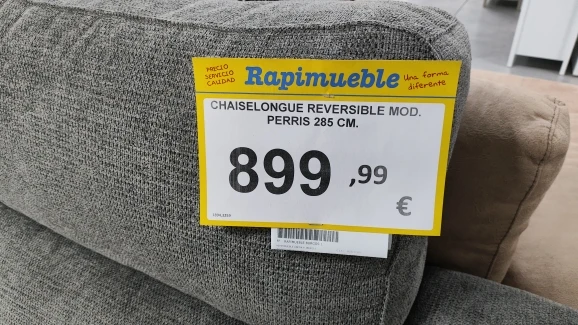 PRECIO
SERVICIO
CALIDAD
Rapimueble
Una forma
diferente
CHAISELONGUE REVERSIBLE MOD.
PERRIS 285 CM.
899 ,99
€